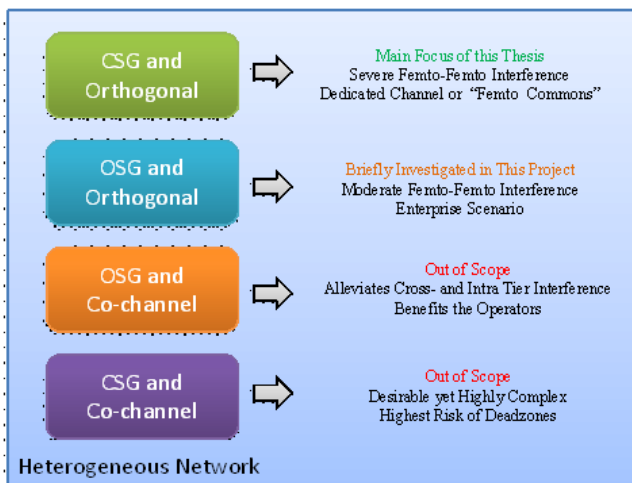 CSG and
Orthogonal
Main Focus of this Thesis
Severe Femto-Femto Interference
Dedicated Channel or “Femto Commons”
OSG and
Orthogonal
Briefly Investigated in This Project
Moderate Femto-Femto Interference
Enterprise Scenario
OSG and
Co-channel
Out of Scope
Alleviates Cross- and Intra Tier Interference
Benefits the Operators
CSG and
Co-channel
Out of Scope
Desirable yet Highly Complex
Highest Risk of Deadzones
Heterogeneous Network